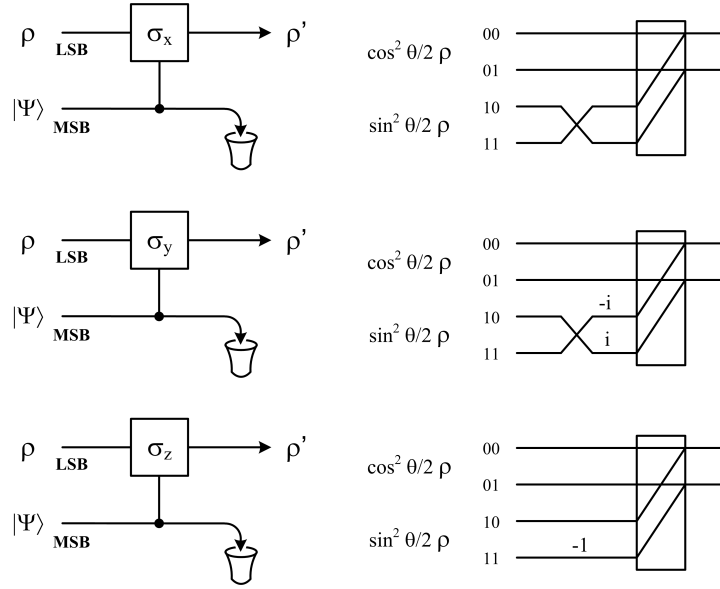 ρ LSB σx ρ'
|Ψ⟩ MSB
cos² θ/2 ρ
sin² θ/2 ρ
00
01
10
11
ρ LSB σy ρ'
|Ψ⟩ MSB
cos² θ/2 ρ
sin² θ/2 ρ
00
01
10 -i
11 i
ρ LSB σz ρ'
|Ψ⟩ MSB
cos² θ/2 ρ
sin² θ/2 ρ
00
01
10
11 -1